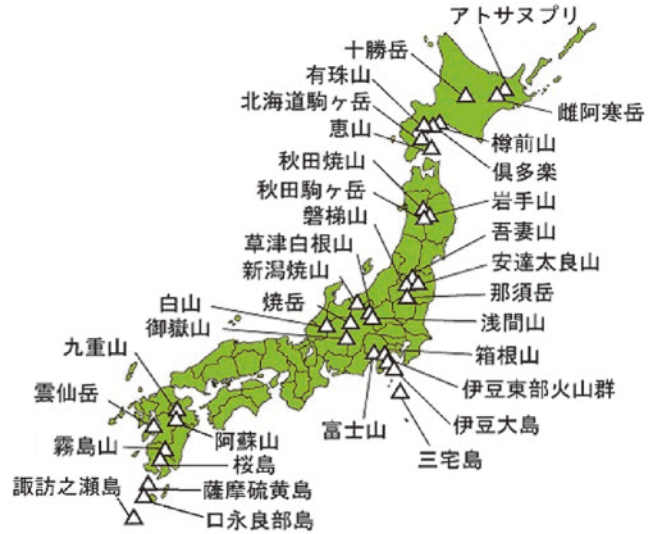 アトサヌプリ
十勝岳
有珠山
北海道駒ヶ岳
恵山
雌阿寒岳
樽前山
倶多楽
秋田焼山
秋田駒ヶ岳
岩手山
磐梯山
吾妻山
草津白根山
安達太良山
新潟焼山
那須岳
白山
焼岳
浅間山
御嶽山
箱根山
九重山
伊豆東部火山群
雲仙岳
富士山
伊豆大島
阿蘇山
三宅島
霧島山
桜島
諏訪之瀬島
薩摩硫黄島
口永良部島